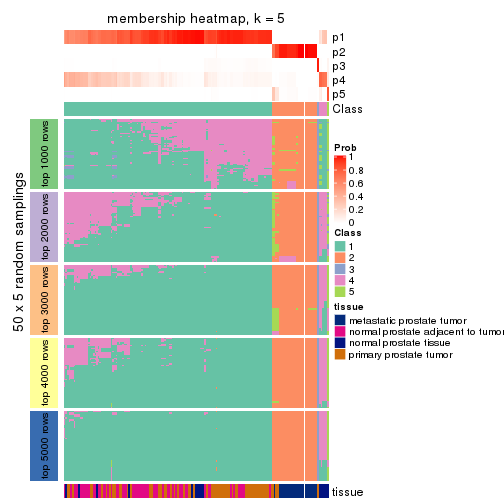 membership heatmap, k = 5
p1
p2
p3
p4
p5
Class
50 x 5 random samplings
top 1000 rows
top 2000 rows
top 3000 rows
top 4000 rows
top 5000 rows
Prob
1
0.8
0.6
0.4
0.2
0
Class
1
2
3
4
5
tissue
metastatic prostate tumor
normal prostate adjacent to tumor
normal prostate tissue
primary prostate tumor
tissue